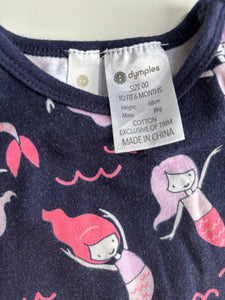 dymples
SIZE 00
TO FIT 6 MONTHS
Height: 68cm
Mass: 8kg
COTTON
EXCLUSIVE OF TRIM
MADE IN CHINA